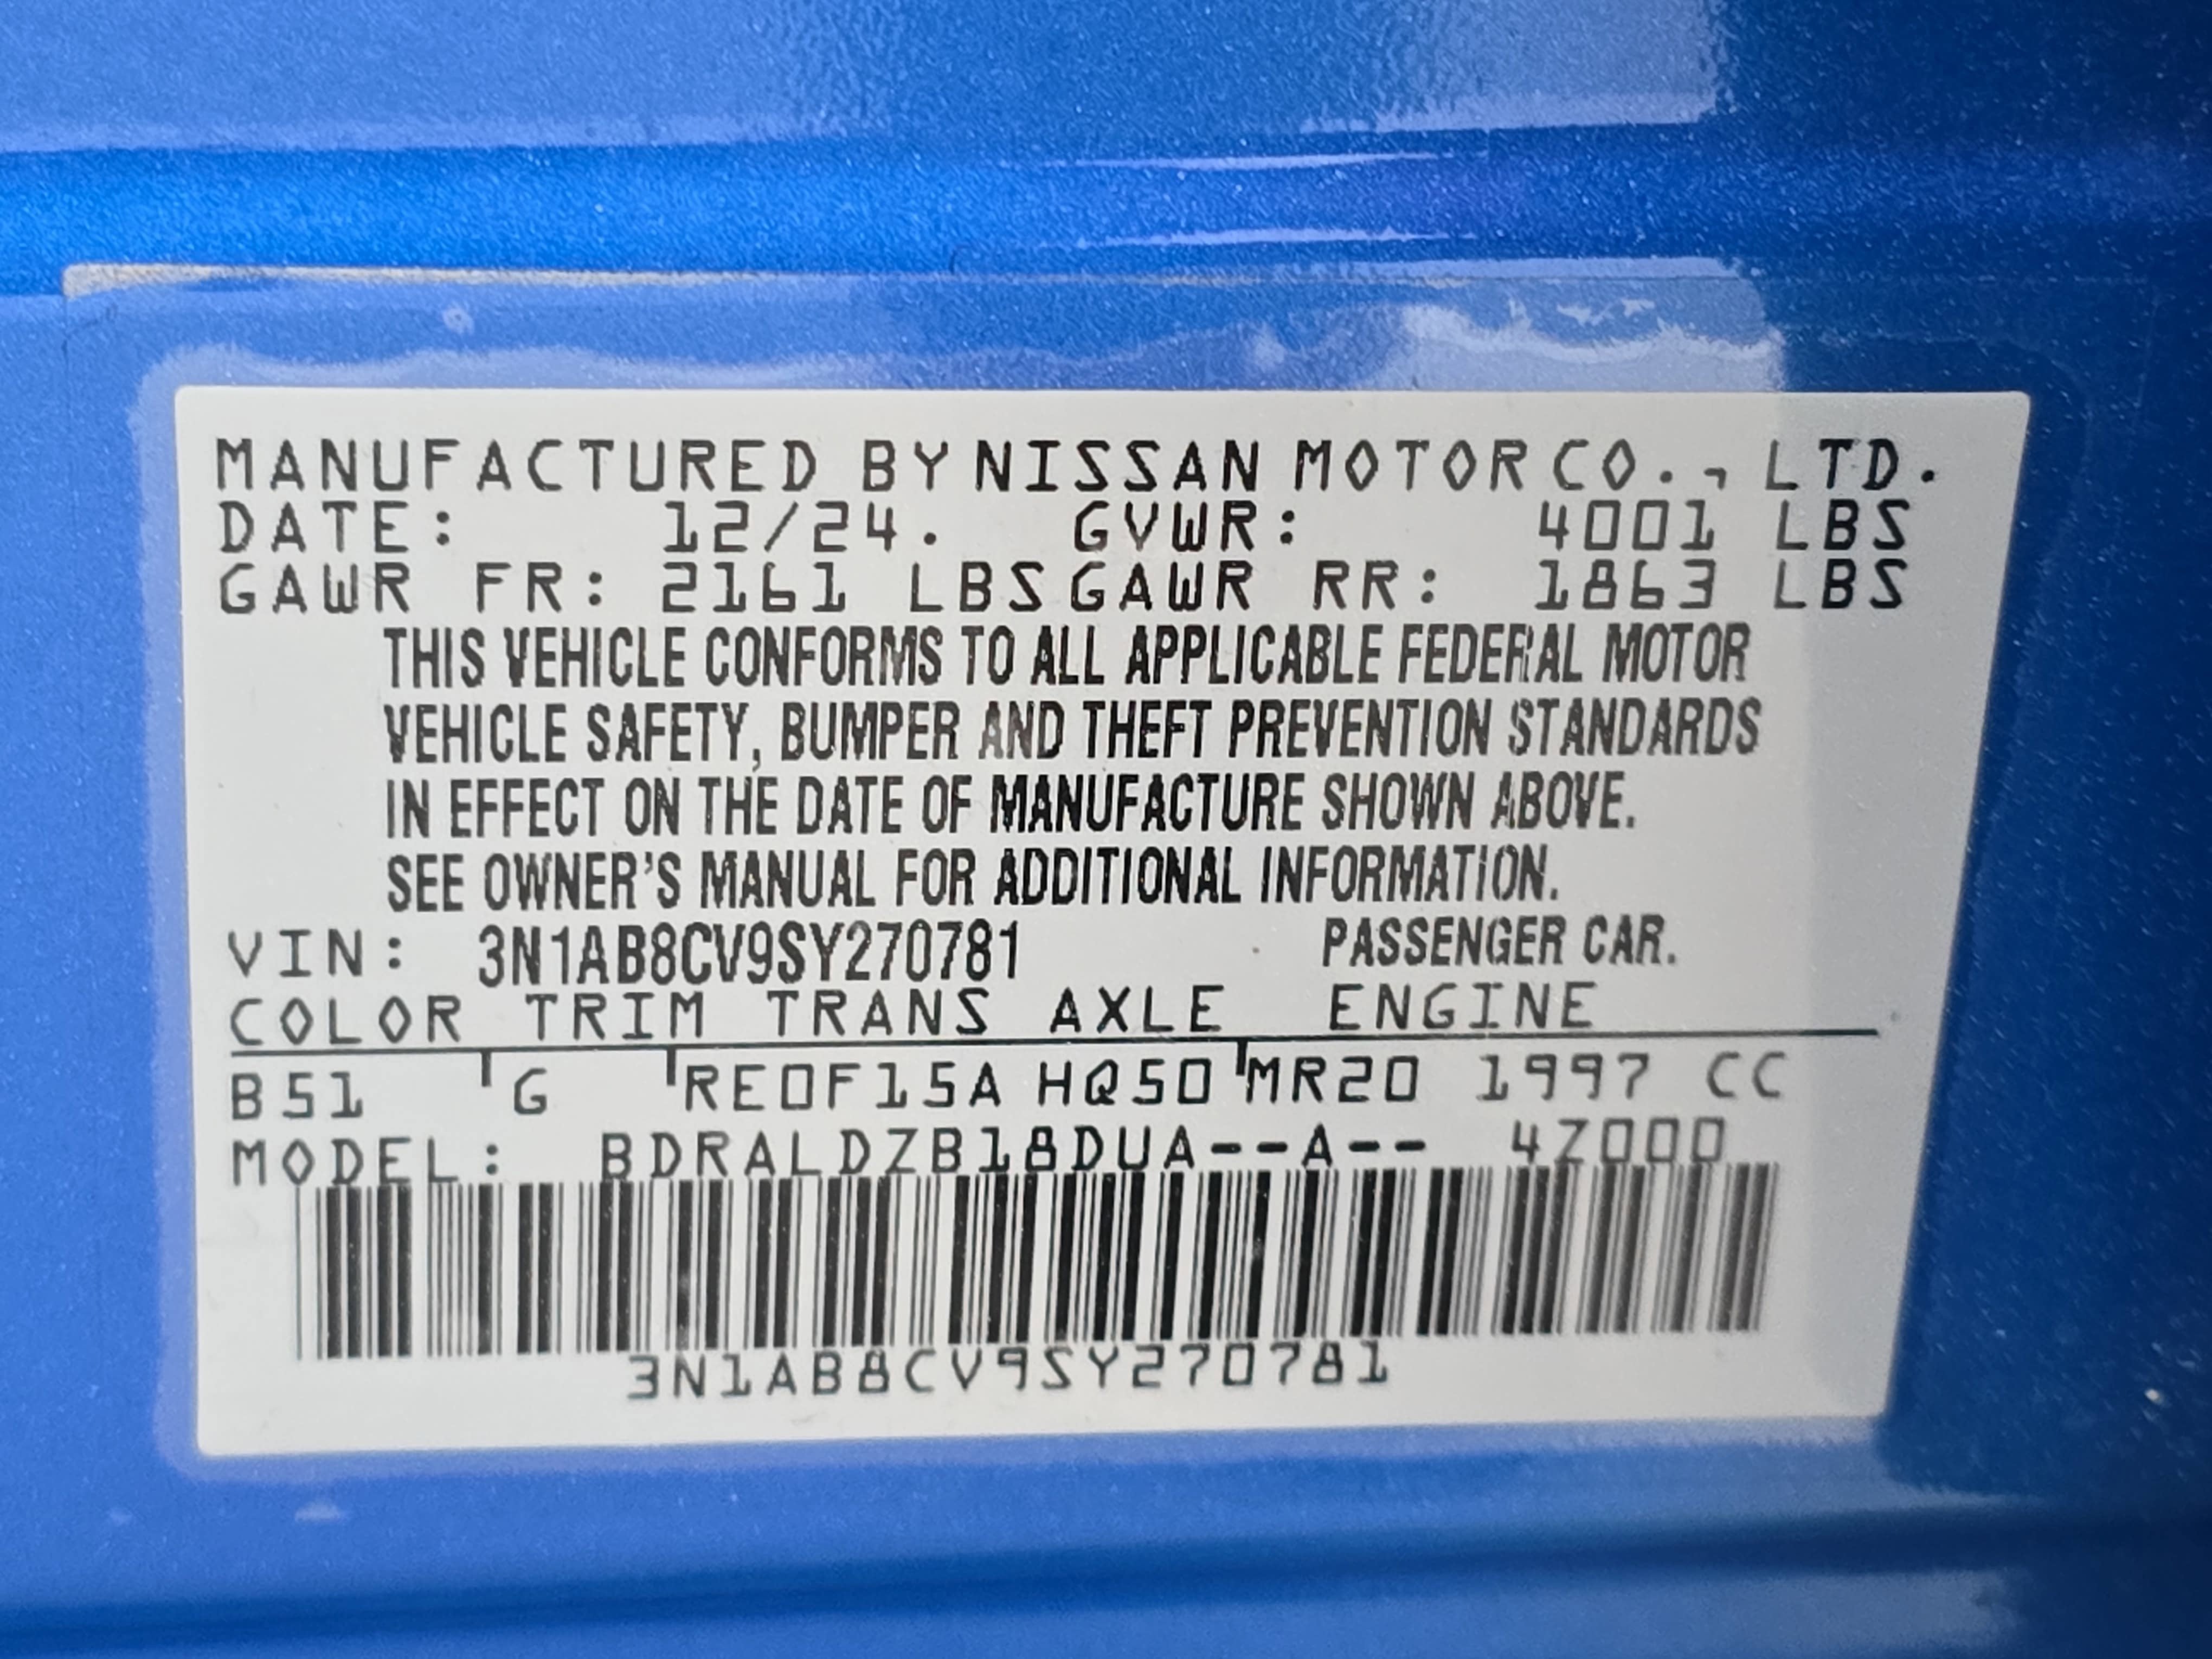 MANUFACTURED BY NISSAN MOTOR CO., LTD.
DATE: 12/24. GVWR: 4001 LBS
GAWR FR: 2161 LBS GAWR RR: 1863 LBS
THIS VEHICLE CONFORMS TO ALL APPLICABLE FEDERAL MOTOR
VEHICLE SAFETY, BUMPER AND THEFT PREVENTION STANDARDS
IN EFFECT ON THE DATE OF MANUFACTURE SHOWN ABOVE.
SEE OWNER'S MANUAL FOR ADDITIONAL INFORMATION.
VIN: 3N1AB8CV9SY270781 PASSENGER CAR.
COLOR TRIM TRANS AXLE ENGINE
B51 G RE0F15A HQ50 MR20 1997 CC
MODEL: BDRALDZB18DUA--A-- 4Z000
3N1AB8CV9SY270781